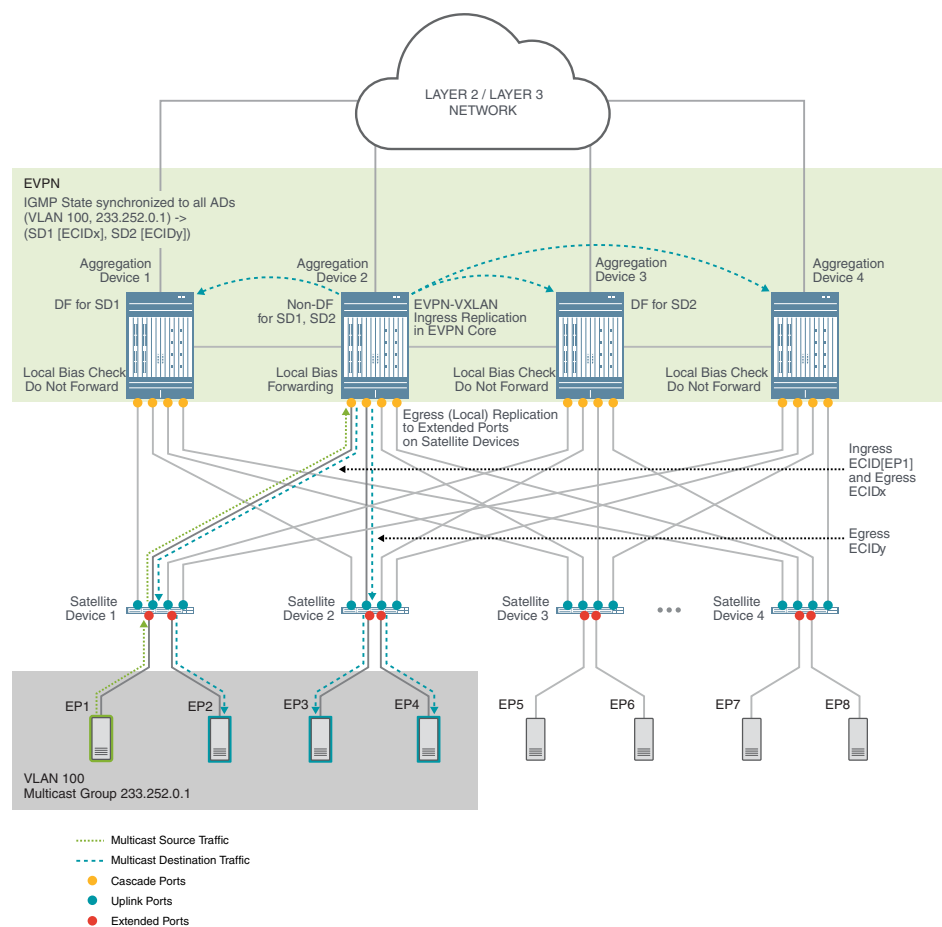 LAYER 2 / LAYER 3
NETWORK
EVPN
IGMP State synchronized to all ADs
(VLAN 100, 233.252.0.1) ->
(SD1 [ECIDx], SD2 [ECIDy])
Aggregation
Device 1
Aggregation
Device 2
Aggregation
Device 3
Aggregation
Device 4
DF for SD1
Non-DF
for SD1, SD2
EVPN-VXLAN
Ingress Replication
in EVPN Core
DF for SD2
Local Bias Check
Do Not Forward
Local Bias
Forwarding
Local Bias Check
Do Not Forward
Local Bias Check
Do Not Forward
Egress (Local) Replication
to Extended Ports
on Satellite Devices
Ingress
ECID[EP1]
and Egress
ECIDx
Egress
ECIDy
Satellite
Device 1
Satellite
Device 2
Satellite
Device 3
Satellite
Device 4
EP1
EP2
EP3
EP4
EP5
EP6
EP7
EP8
VLAN 100
Multicast Group 233.252.0.1
Multicast Source Traffic
Multicast Destination Traffic
Cascade Ports
Uplink Ports
Extended Ports